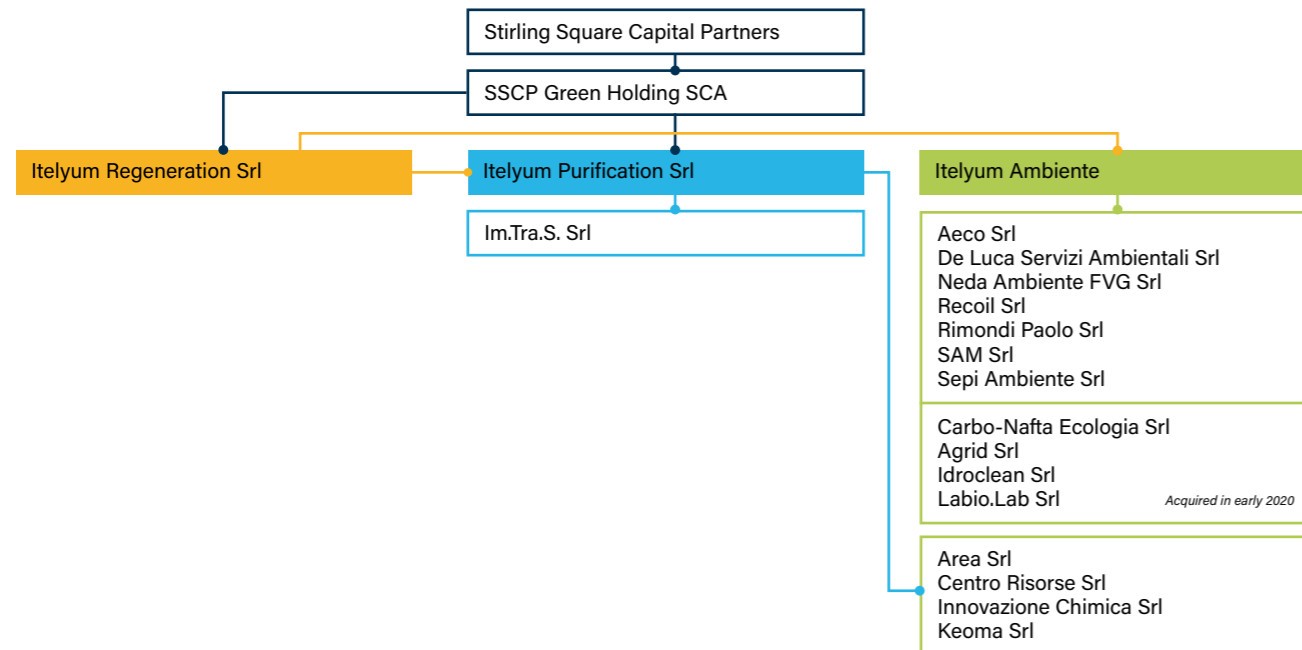 Stirling Square Capital Partners
SSCP Green Holding SCA
Itelyum Regeneration Srl
Itelyum Purification Srl
Itelyum Ambiente
Im.Tra.S. Srl
Aeco Srl
De Luca Servizi Ambientali Srl
Neda Ambiente FVG Srl
Recoil Srl
Rimondi Paolo Srl
SAM Srl
Sepi Ambiente Srl
Carbo-Nafta Ecologia Srl
Agrid Srl
Idroclean Srl
Labio.Lab Srl
Acquired in early 2020
Area Srl
Centro Risorse Srl
Innovazione Chimica Srl
Keoma Srl